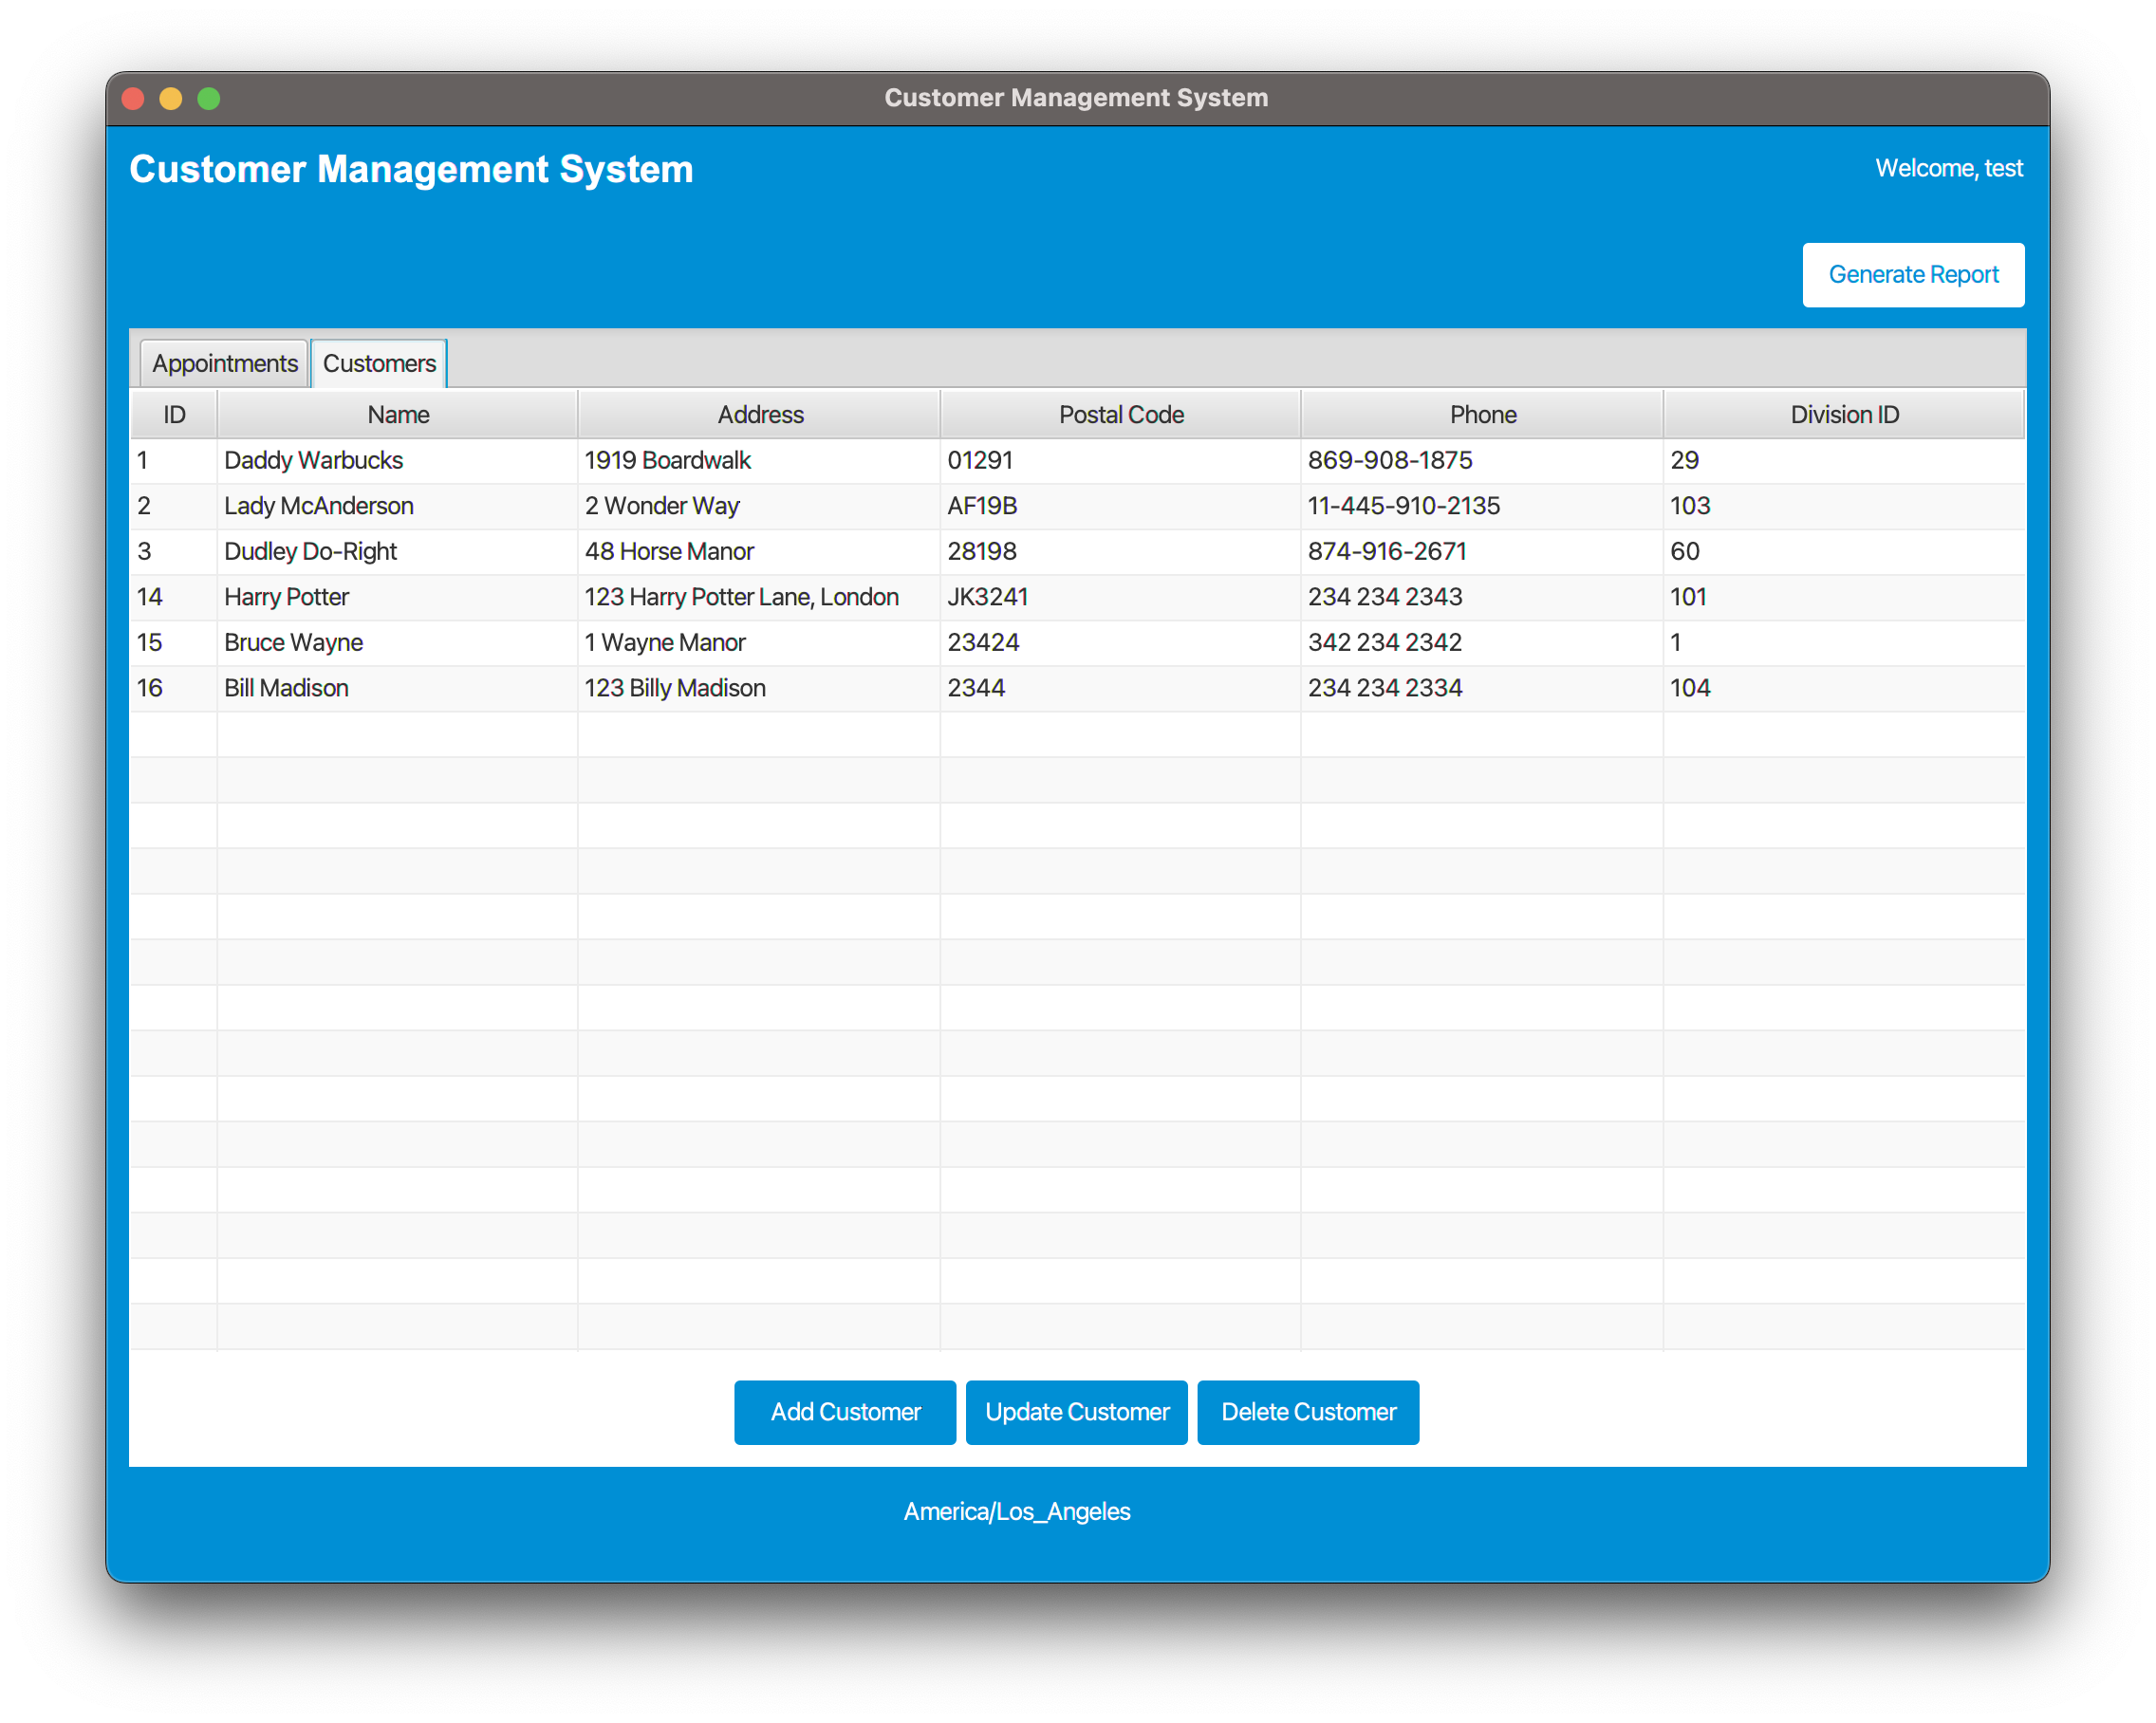 Customer Management System
Customer Management System
Welcome, test
Generate Report
Appointments Customers
ID Name Address Postal Code Phone Division ID
1 Daddy Warbucks 1919 Boardwalk 01291 869-908-1875 29
2 Lady McAnderson 2 Wonder Way AF19B 11-445-910-2135 103
3 Dudley Do-Right 48 Horse Manor 28198 874-916-2671 60
14 Harry Potter 123 Harry Potter Lane, London JK3241 234 234 2343 101
15 Bruce Wayne 1 Wayne Manor 23424 342 234 2342 1
16 Bill Madison 123 Billy Madison 2344 234 234 2334 104
Add Customer Update Customer Delete Customer
America/Los_Angeles